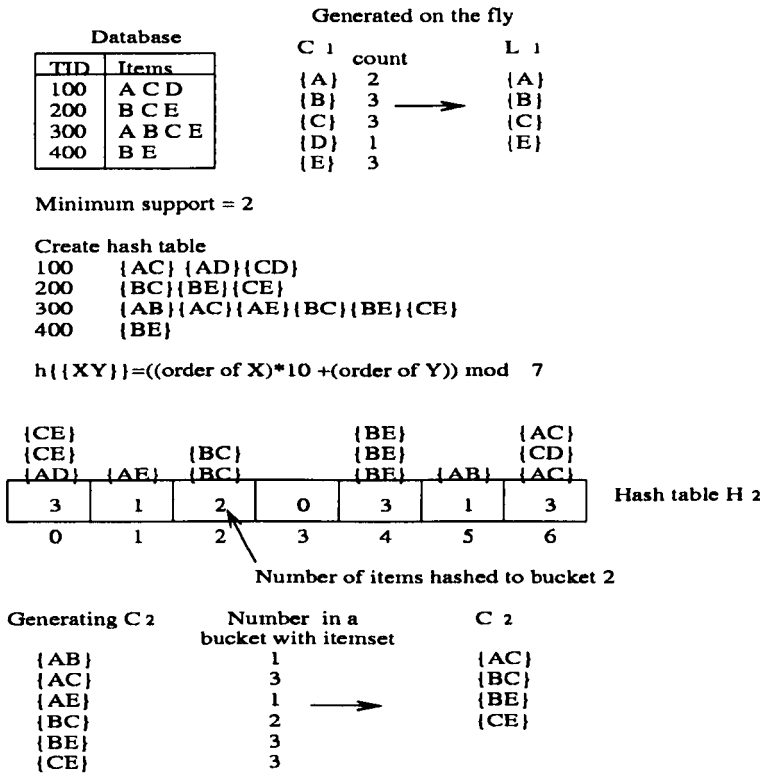 Generated on the fly
Database
C 1 count L 1
TID Items
100 A C D
200 B C E
300 A B C E
400 B E
{A} 2 {A}
{B} 3 {B}
{C} 3 {C}
{D} 1 {E}
{E} 3
Minimum support = 2
Create hash table
100 {AC} {AD}{CD}
200 {BC}{BE}{CE}
300 {AB}{AC}{AE}{BC}{BE}{CE}
400 {BE}
h{{XY}}=((order of X)*10 +(order of Y)) mod 7
{CE} {BE} {AC}
{CE} {BC} {BE} {CD}
{AD} {AE} {BC} {BE} {AB} {AC}
3 1 2 0 3 1 3 Hash table H 2
0 1 2 3 4 5 6
Number of items hashed to bucket 2
Generating C 2 Number in a C 2
bucket with itemset
{AB} 1 {AC}
{AC} 3 {BC}
{AE} 1 {BE}
{BC} 2 {CE}
{BE} 3
{CE} 3